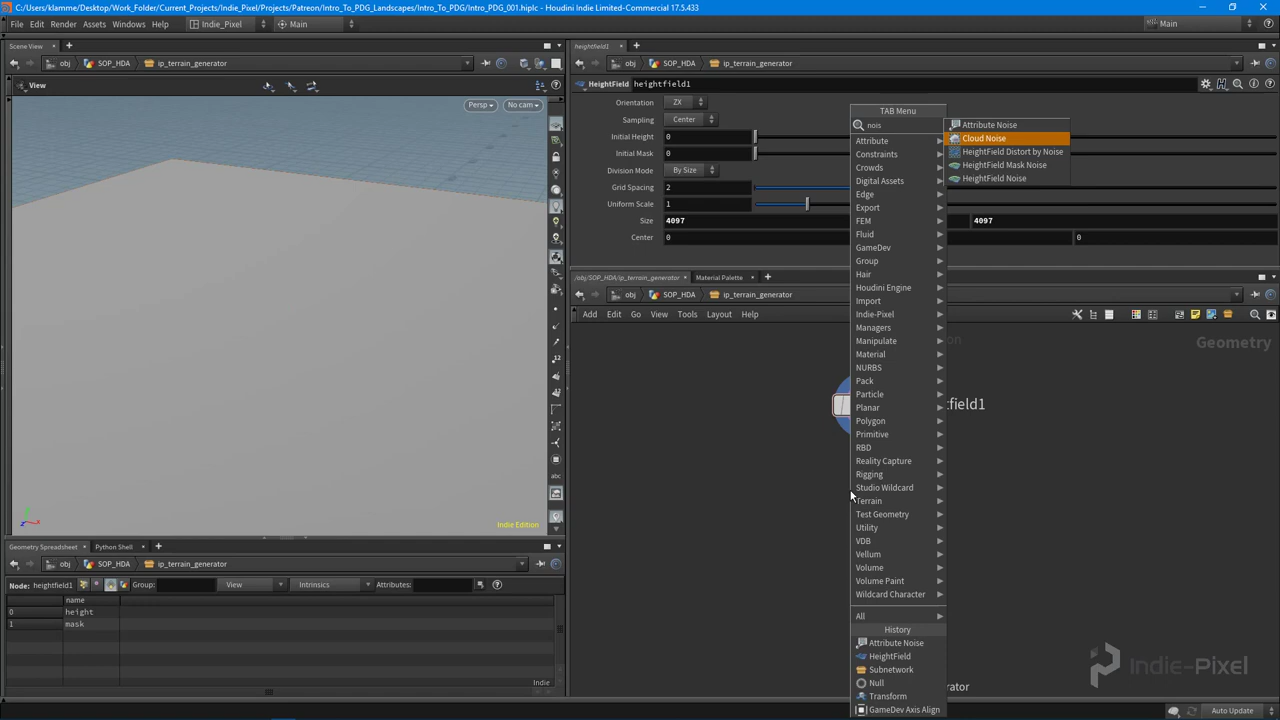 C:/Users/klamme/Desktop/Work_Folder/Current_Projects/Indie_Pixel/Projects/Patreon/Intro_To_PDG_Landscapes/Intro_To_PDG/Intro_PDG_001.hiplc - Houdini Indie Limited-Commercial 17.5.433
File Edit Render Assets Windows Help Indie_Pixel Main Main
Scene View
obj SOP_HDA ip_terrain_generator
View
Persp No cam
Indie Edition
Geometry Spreadsheet Python Shell
obj SOP_HDA ip_terrain_generator
Node: heightfield1 Group: View Intrinsics Attributes:
name
0 height
1 mask
Indie
heightfield1
obj SOP_HDA ip_terrain_generator
HeightField heightfield1
Orientation ZX
Sampling Center
Initial Height 0
Initial Mask 0
Division Mode By Size
Grid Spacing 2
Uniform Scale 1
Size 4097 4097
Center 0 0
/obj/SOP_HDA/ip_terrain_generator Material Palette
obj SOP_HDA ip_terrain_generator
Add Edit Go View Tools Layout Help
Geometry
field1
TAB Menu
nois
Attribute
Constraints
Crowds
Digital Assets
Edge
Export
FEM
Fluid
GameDev
Group
Hair
Houdini Engine
Import
Indie-Pixel
Managers
Manipulate
Material
NURBS
Pack
Particle
Planar
Polygon
Primitive
RBD
Reality Capture
Rigging
Studio Wildcard
Terrain
Test Geometry
Utility
VDB
Vellum
Volume
Volume Paint
Wildcard Character
All
History
Attribute Noise
HeightField
Subnetwork
Null
Transform
GameDev Axis Align
Attribute Noise
Cloud Noise
HeightField Distort by Noise
HeightField Mask Noise
HeightField Noise
Indie-Pixel
Auto Update